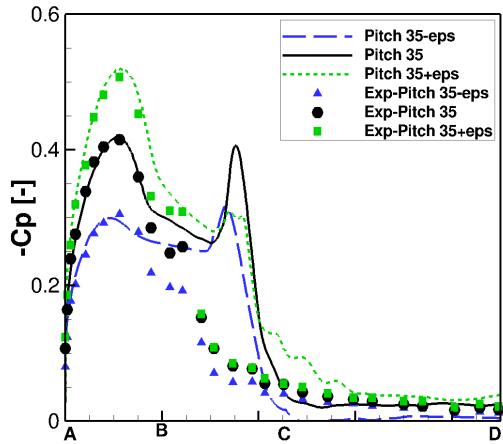 0.6
Pitch 35-eps
Pitch 35
Pitch 35+eps
Exp-Pitch 35-eps
Exp-Pitch 35
Exp-Pitch 35+eps
0.4
-Cp [-]
0.2
0
A B C D